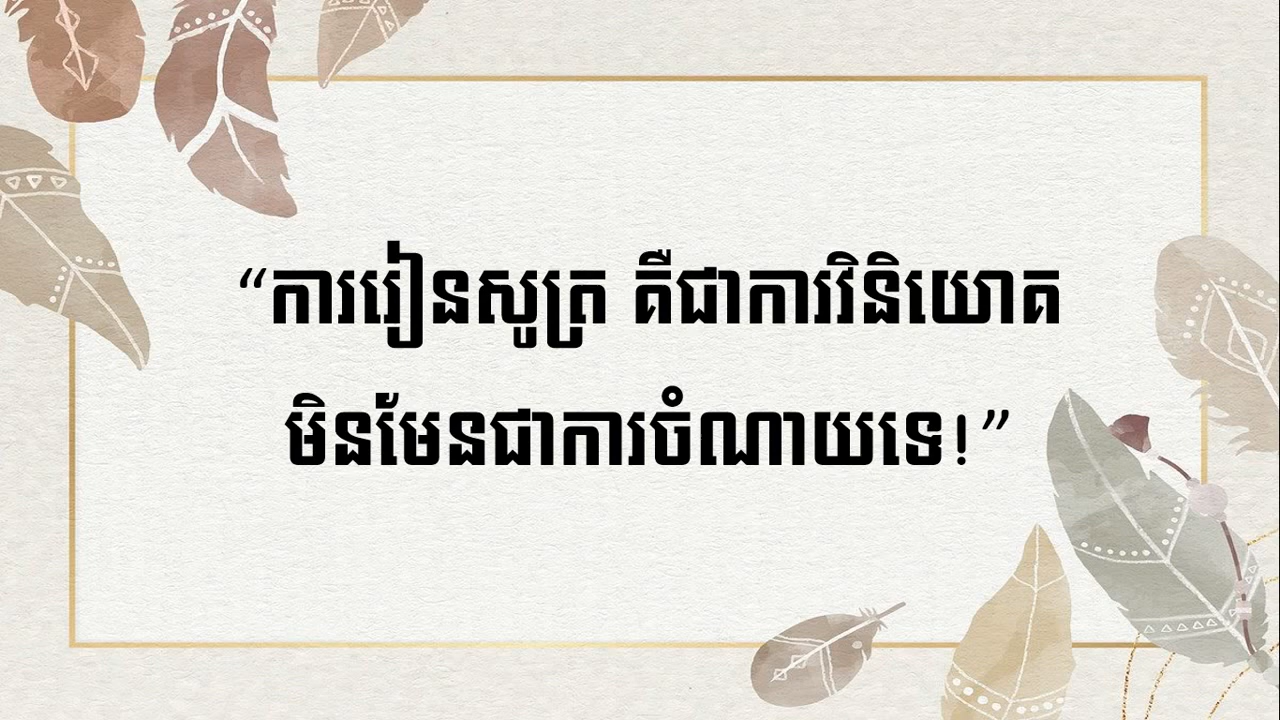 “ការរៀនសូត្រ គឺជាការវិនិយោគ
មិនមែនជាការចំណាយទេ!”